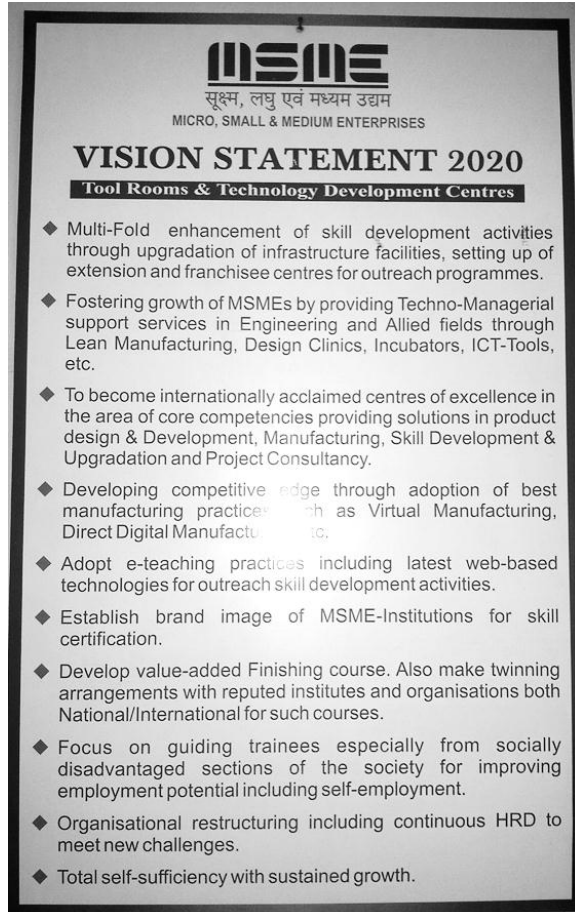 MSME
सूक्ष्म, लघु एवं मध्यम उद्यम
MICRO, SMALL & MEDIUM ENTERPRISES
VISION STATEMENT 2020
Tool Rooms & Technology Development Centres
◆ Multi-Fold enhancement of skill development activities
through upgradation of infrastructure facilities, setting up of
extension and franchisee centres for outreach programmes.
◆ Fostering growth of MSMEs by providing Techno-Managerial
support services in Engineering and Allied fields through
Lean Manufacturing, Design Clinics, Incubators, ICT-Tools,
etc.
◆ To become internationally acclaimed centres of excellence in
the area of core competencies providing solutions in product
design & Development, Manufacturing, Skill Development &
Upgradation and Project Consultancy.
◆ Developing competitive edge through adoption of best
manufacturing practices as Virtual Manufacturing,
Direct Digital
◆ Adopt e-teaching practices including latest web-based
technologies for outreach skill development activities.
◆ Establish brand image of MSME-Institutions for skill
certification.
◆ Develop value-added Finishing course. Also make twinning
arrangements with reputed institutes and organisations both
National/International for such courses.
◆ Focus on guiding trainees especially from socially
disadvantaged sections of the society for improving
employment potential including self-employment.
◆ Organisational restructuring including continuous HRD to
meet new challenges.
◆ Total self-sufficiency with sustained growth.